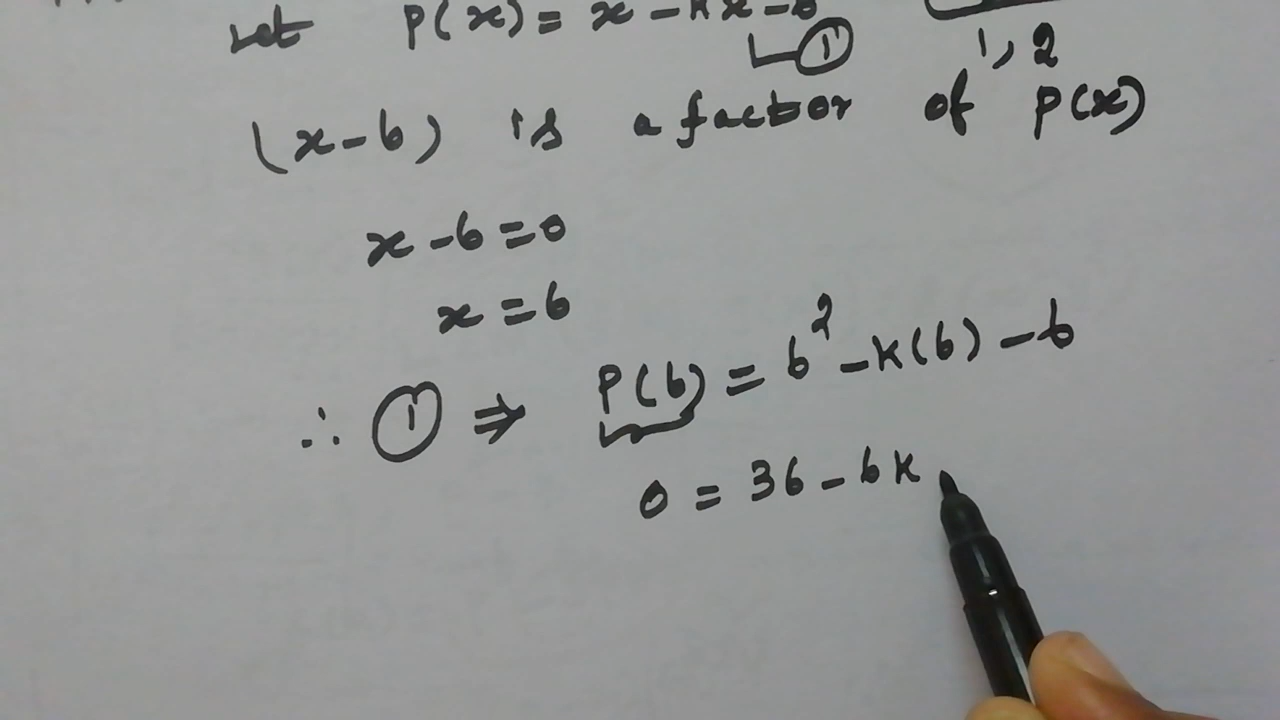 Let P(x) = x - kx - 6
① 1, 2
(x-6) is a factor of P(x)
x - 6 = 0
x = 6
∴ ① ⇒ P(6) = 6² - k(6) - 6
0 = 36 - 6k